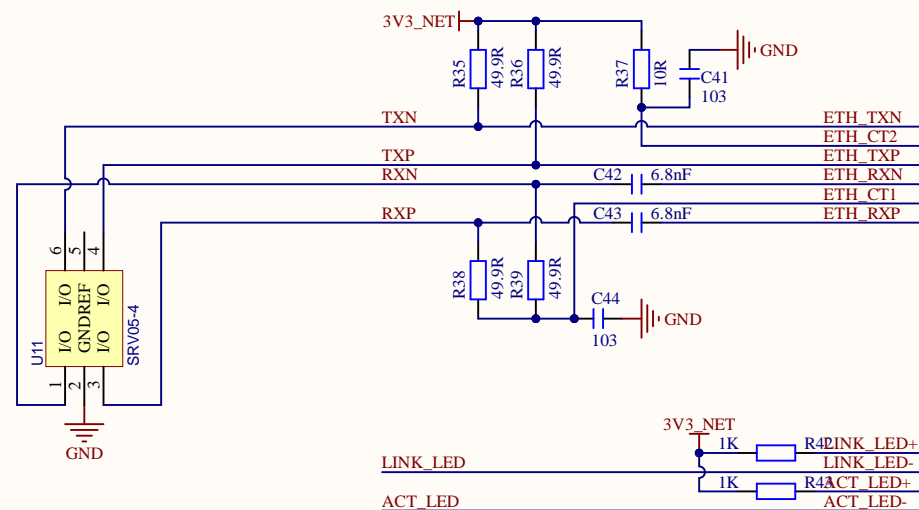 3V3_NET
GND
R35
49.9R
R36
49.9R
R37
10R
C41
103
TXN
ETH_TXN
ETH_CT2
TXP
ETH_TXP
RXN
C42
6.8nF
ETH_RXN
ETH_CT1
RXP
C43
6.8nF
ETH_RXP
6
5
4
R38
49.9R
R39
49.9R
I/O
GNDREF
I/O
I/O
I/O
U11
SRV05-4
C44
103
GND
1
2
3
GND
3V3_NET
1K
R42
LINK_LED+
LINK_LED
LINK_LED-
1K
R43
ACT_LED+
ACT_LED
ACT_LED-